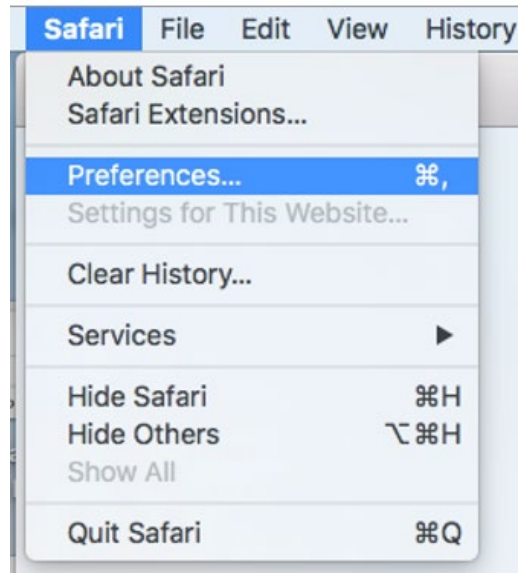 Safari File Edit View History
About Safari
Safari Extensions...
Preferences... ⌘,
Settings for This Website...
Clear History...
Services ▶
Hide Safari ⌘H
Hide Others ⌥⌘H
Show All
Quit Safari ⌘Q